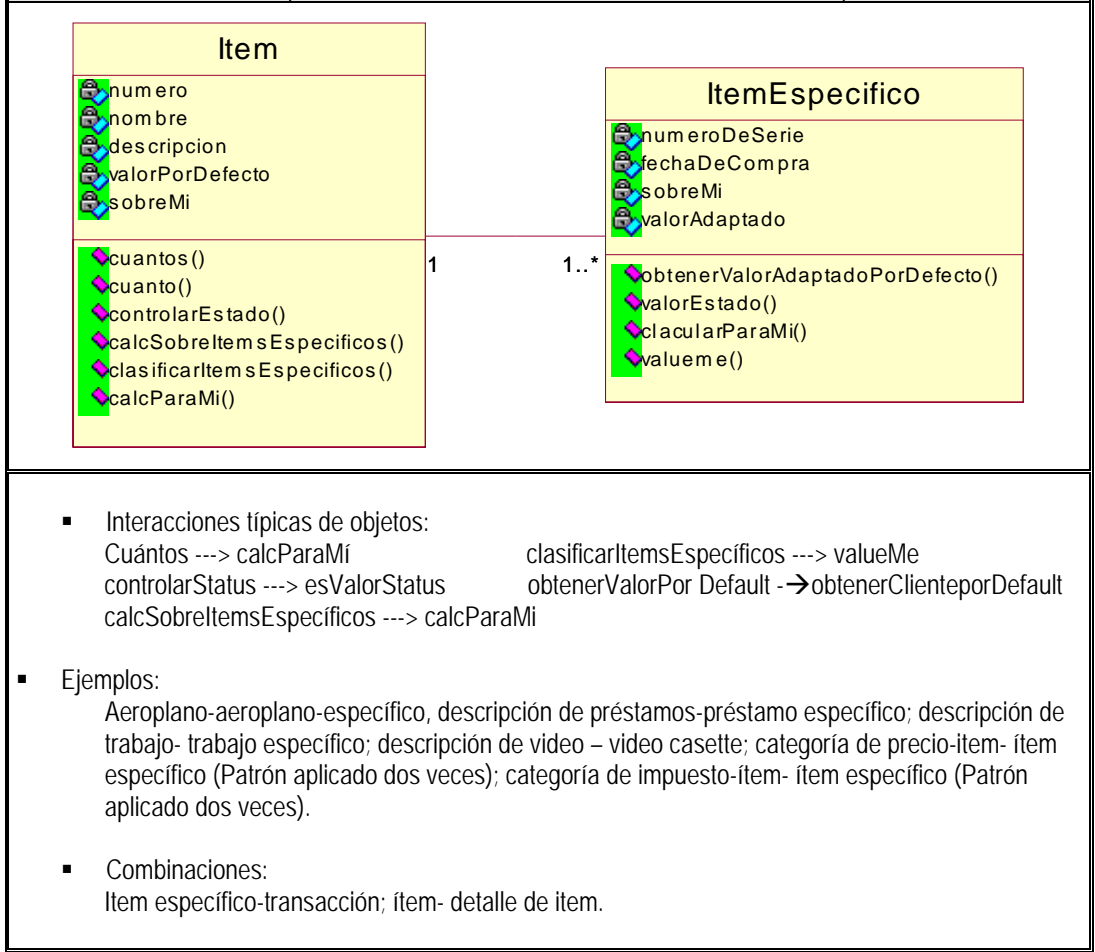 Item
numero
nombre
descripcion
valorPorDefecto
sobreMi
cuantos()
cuanto()
controlarEstado()
calcSobreItemsEspecificos()
clasificarItemsEspecificos()
calcParaMi()
1
1..*
ItemEspecifico
numeroDeSerie
fechaDeCompra
sobreMi
valorAdaptado
obtenerValorAdaptadoPorDefecto()
valorEstado()
clacularParaMi()
valueme()
▪ Interacciones típicas de objetos:
Cuántos ---> calcParaMí clasificarItemsEspecíficos ---> valueMe
controlarStatus ---> esValorStatus obtenerValorPor Default -→obtenerClienteporDefault
calcSobreItemsEspecíficos ---> calcParaMi
▪ Ejemplos:
Aeroplano-aeroplano-específico, descripción de préstamos-préstamo específico; descripción de
trabajo- trabajo específico; descripción de video – video casette; categoría de precio-item- ítem
específico (Patrón aplicado dos veces); categoría de impuesto-ítem- ítem específico (Patrón
aplicado dos veces).
▪ Combinaciones:
Item específico-transacción; ítem- detalle de item.